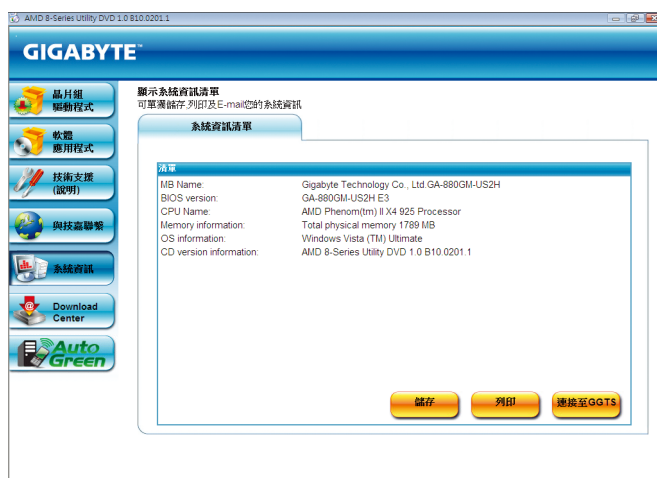 AMD 8-Series Utility DVD 1.0 B10.0201.1
GIGABYTE™
晶片組
驅動程式
軟體
應用程式
技術支援
(說明)
與技嘉聯繫
系統資訊
Download
Center
Auto
Green
顯示系統資訊清單
可單獨儲存,列印及E-mail您的系統資訊
系統資訊清單
清單
MB Name: Gigabyte Technology Co., Ltd.GA-880GM-US2H
BIOS version: GA-880GM-US2H E3
CPU Name: AMD Phenom(tm) II X4 925 Processor
Memory information: Total physical memory 1789 MB
OS information: Windows Vista (TM) Ultimate
CD version information: AMD 8-Series Utility DVD 1.0 B10.0201.1
儲存
列印
連接至GGTS